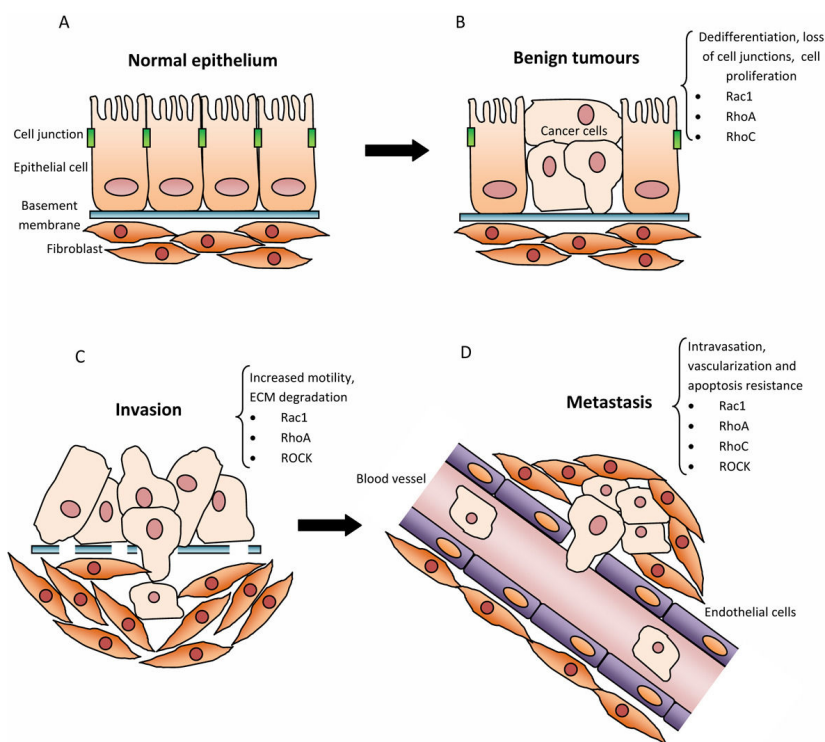 A
Normal epithelium
Cell junction
Epithelial cell
Basement
membrane
Fibroblast
B
Benign tumours
Dedifferentiation, loss
of cell junctions, cell
proliferation
• Rac1
• RhoA
• RhoC
Cancer cells
C
Invasion
Increased motility,
ECM degradation
• Rac1
• RhoA
• ROCK
D
Metastasis
Intravasation,
vascularization and
apoptosis resistance
• Rac1
• RhoA
• RhoC
• ROCK
Blood vessel
Endothelial cells